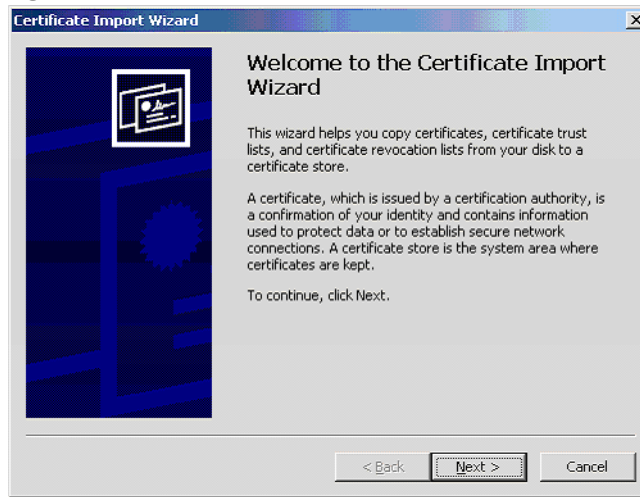 Certificate Import Wizard
Welcome to the Certificate Import
Wizard
This wizard helps you copy certificates, certificate trust
lists, and certificate revocation lists from your disk to a
certificate store.
A certificate, which is issued by a certification authority, is
a confirmation of your identity and contains information
used to protect data or to establish secure network
connections. A certificate store is the system area where
certificates are kept.
To continue, click Next.
< Back
Next >
Cancel